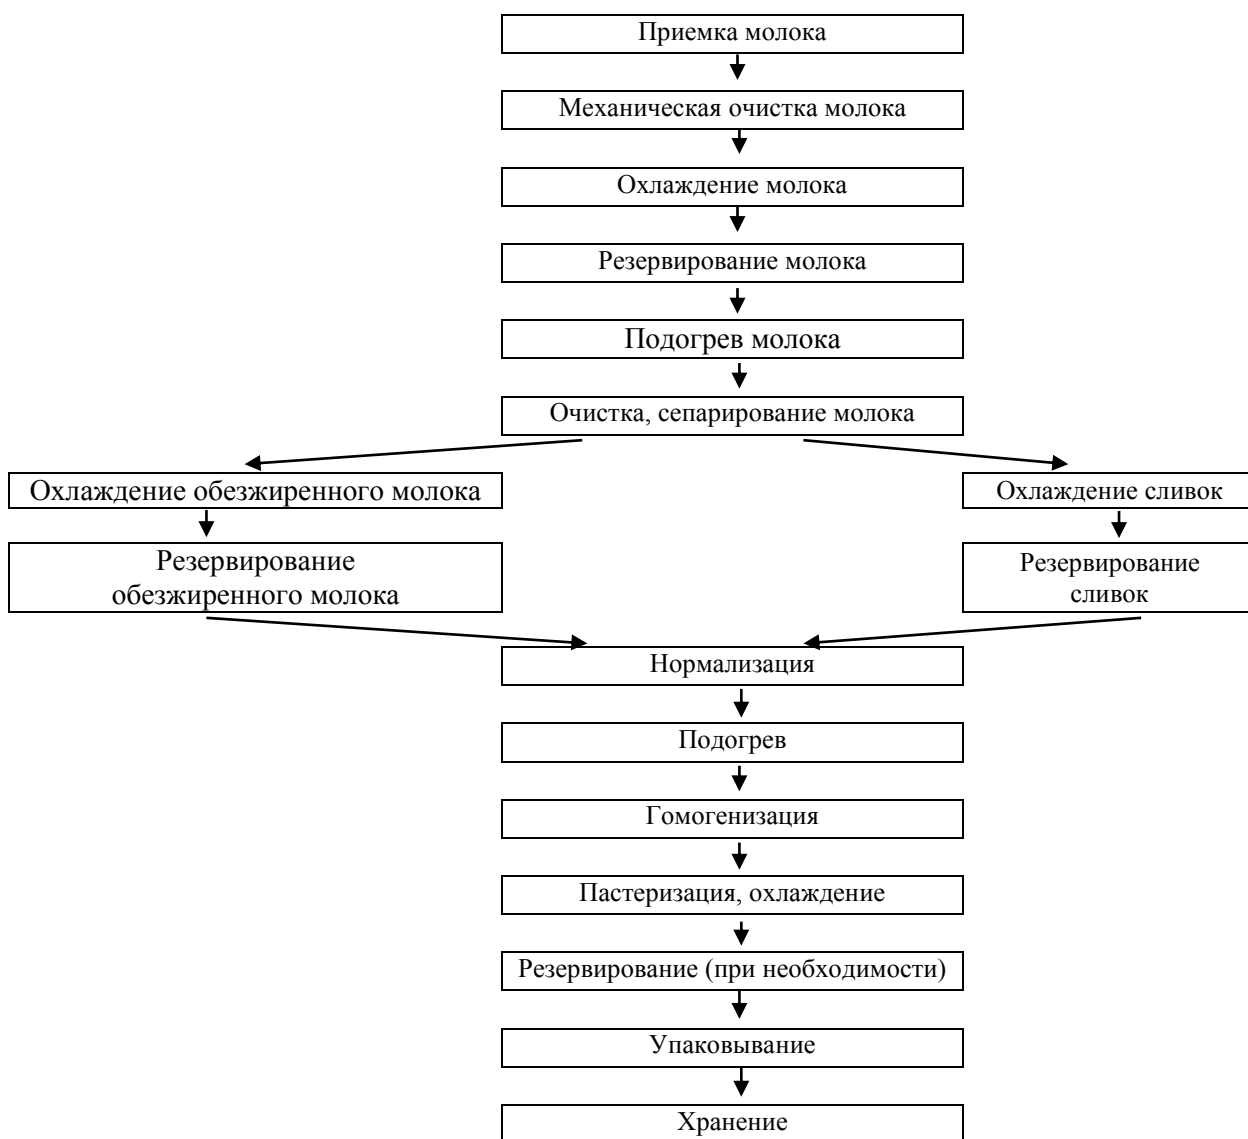 Приемка молока
Механическая очистка молока
Охлаждение молока
Резервирование молока
Подогрев молока
Очистка, сепарирование молока
Охлаждение обезжиренного молока
Охлаждение сливок
Резервирование
обезжиренного молока
Резервирование
сливок
Нормализация
Подогрев
Гомогенизация
Пастеризация, охлаждение
Резервирование (при необходимости)
Упаковывание
Хранение